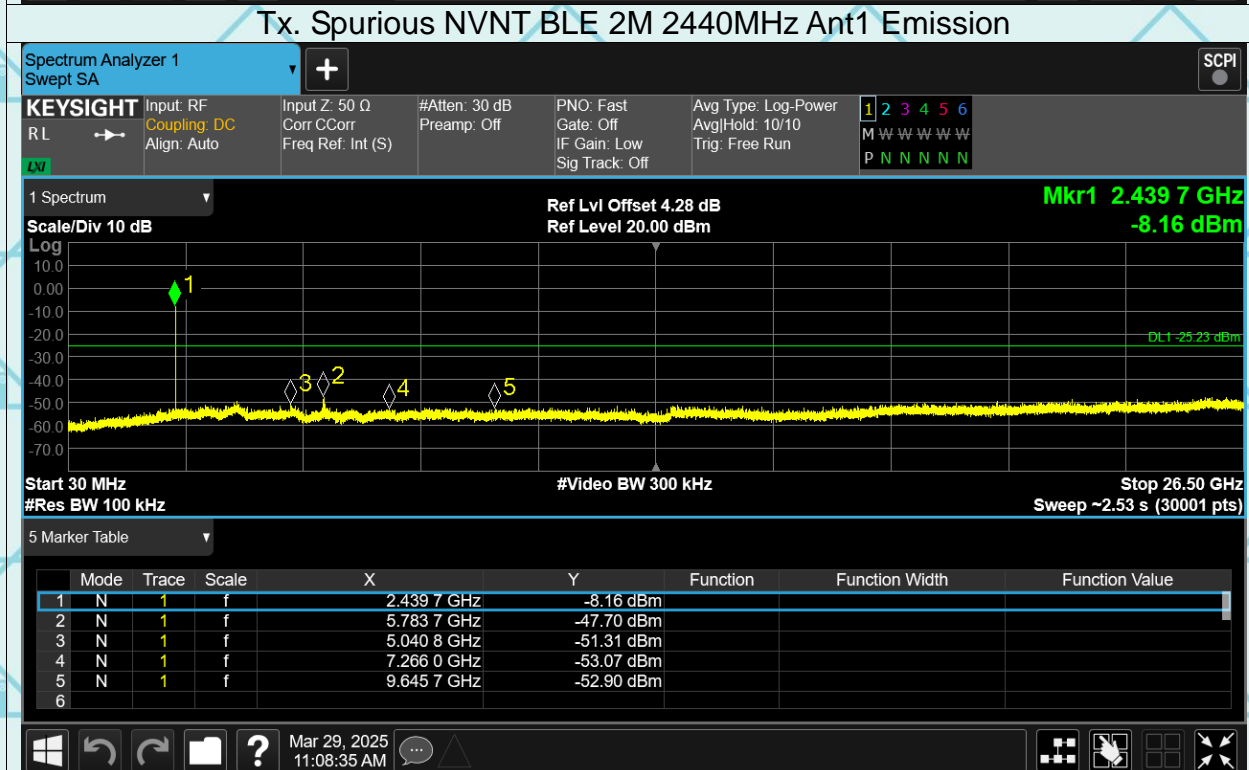 Tx. Spurious NVNT BLE 2M 2440MHz Ant1 Emission
Spectrum Analyzer 1
Swept SA
+
SCPI
KEYSIGHT Input: RF Input Z: 50 Ω #Atten: 30 dB PNO: Fast Avg Type: Log-Power 1 2 3 4 5 6
R L Coupling: DC Corr CCorr Preamp: Off Gate: Off Avg|Hold: 10/10 M W W W W W
Align: Auto Freq Ref: Int (S) IF Gain: Low Trig: Free Run P N N N N N
LXI Sig Track: Off
1 Spectrum Ref Lvl Offset 4.28 dB Mkr1 2.439 7 GHz
Scale/Div 10 dB Ref Level 20.00 dBm -8.16 dBm
Log
10.0
0.00
-10.0
-20.0
-30.0
-40.0
-50.0
-60.0
-70.0
1
DL1 -25.23 dBm
3 2 4 5
Start 30 MHz #Video BW 300 kHz Stop 26.50 GHz
#Res BW 100 kHz Sweep ~2.53 s (30001 pts)
5 Marker Table
Mode Trace Scale X Y Function Function Width Function Value
1 N 1 f 2.439 7 GHz -8.16 dBm
2 N 1 f 5.783 7 GHz -47.70 dBm
3 N 1 f 5.040 8 GHz -51.31 dBm
4 N 1 f 7.266 0 GHz -53.07 dBm
5 N 1 f 9.645 7 GHz -52.90 dBm
6
? Mar 29, 2025
11:08:35 AM